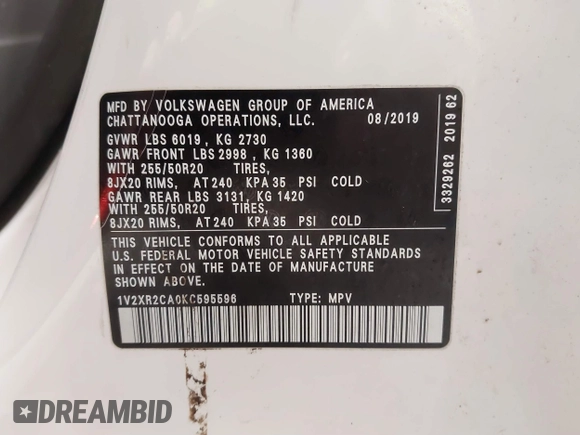 MFD BY VOLKSWAGEN GROUP OF AMERICA
CHATTANOOGA OPERATIONS, LLC. 08/2019
GVWR LBS 6019 , KG 2730
GAWR FRONT LBS 2998 , KG 1360
WITH 255/50R20 TIRES,
8JX20 RIMS, AT 240 KPA 35 PSI COLD
GAWR REAR LBS 3131, KG 1420
WITH 255/50R20 TIRES,
8JX20 RIMS, AT 240 KPA 35 PSI COLD
THIS VEHICLE CONFORMS TO ALL APPLICABLE
U.S. FEDERAL MOTOR VEHICLE SAFETY STANDARDS
IN EFFECT ON THE DATE OF MANUFACTURE
SHOWN ABOVE.
1V2XR2CA0KC595596 TYPE: MPV
3329262 2019 62
DREAMBID